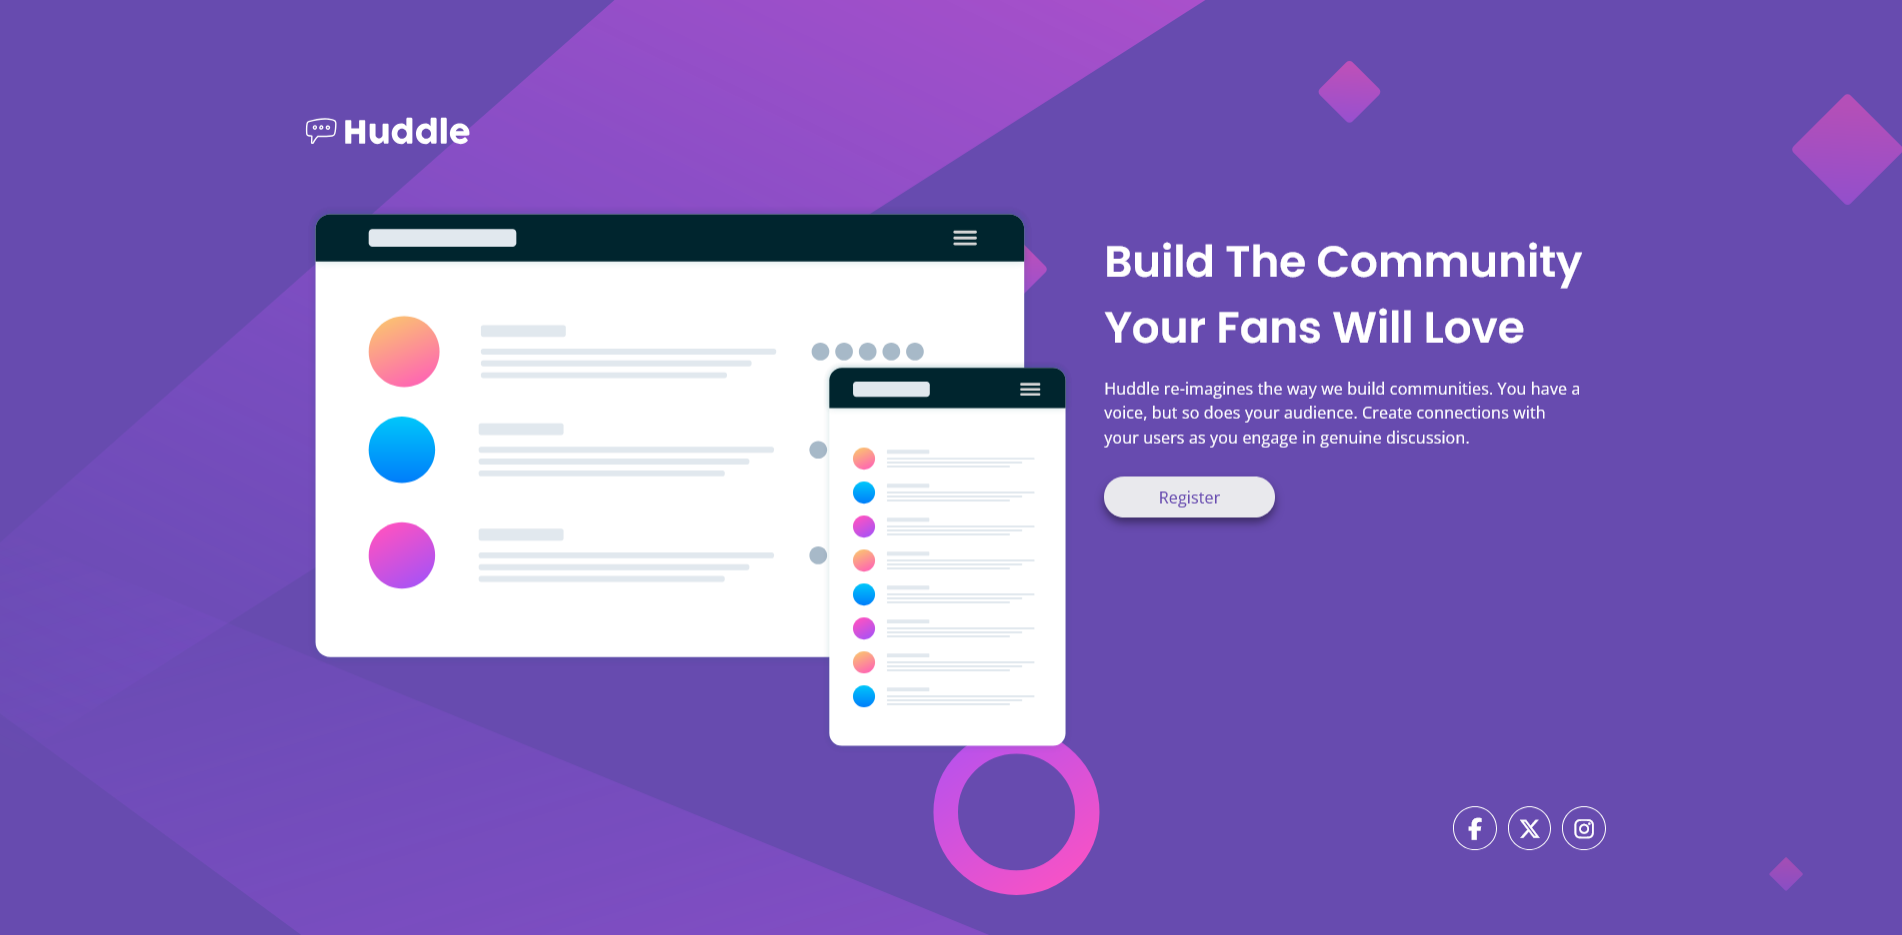 Huddle
Build The Community
Your Fans Will Love
Huddle re-imagines the way we build communities. You have a
voice, but so does your audience. Create connections with
your users as you engage in genuine discussion.
Register